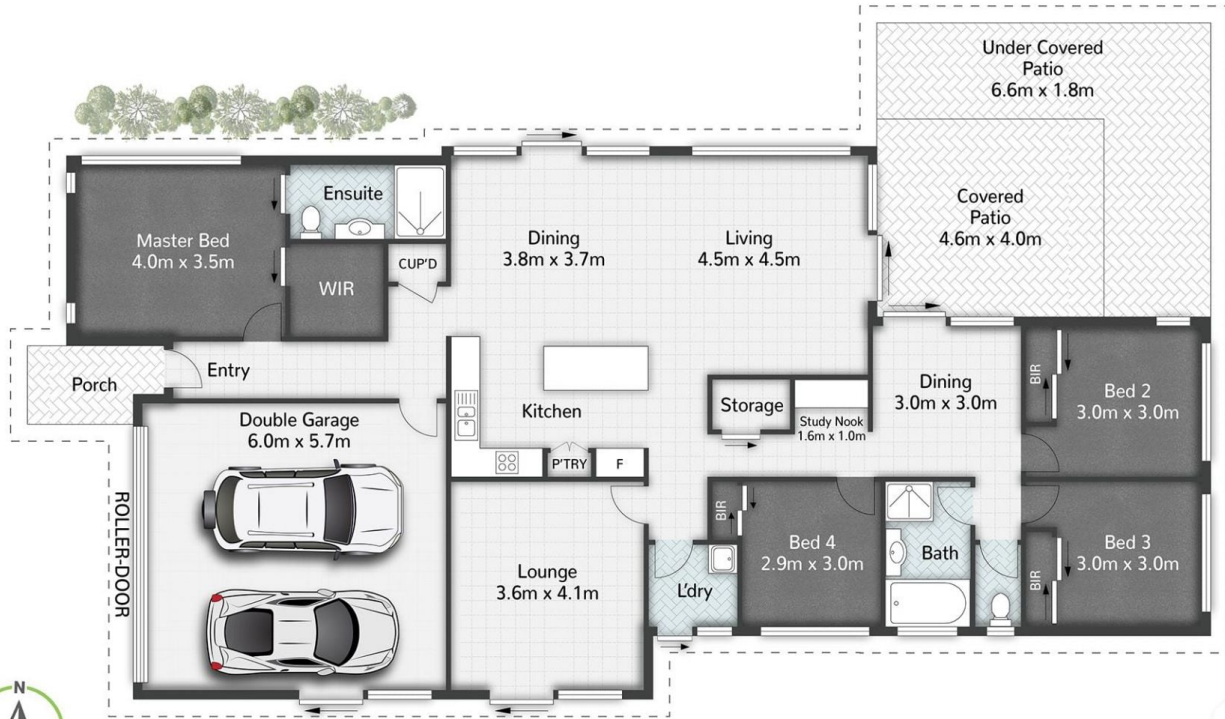 Under Covered
Patio
6.6m x 1.8m
Ensuite
Covered
Patio
4.6m x 4.0m
Master Bed
4.0m x 3.5m
Dining
3.8m x 3.7m
Living
4.5m x 4.5m
CUP'D
WIR
Entry
Porch
Dining
3.0m x 3.0m
BIR
Bed 2
3.0m x 3.0m
Kitchen
Storage
Study Nook
1.6m x 1.0m
Double Garage
6.0m x 5.7m
P'TRY
F
ROLLER-DOOR
BIR
Bed 4
2.9m x 3.0m
Bath
Bed 3
3.0m x 3.0m
BIR
Lounge
3.6m x 4.1m
L'dry
N